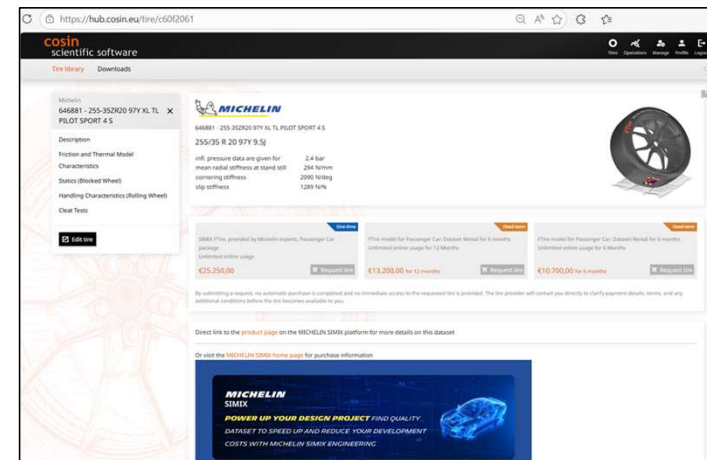 https://hub.cosin.eu/tire/c60f2061
cosin
scientific software
Tires Operations Manage Profile Logout
Tire library Downloads
Michelin
646881 - 255-35ZR20 97Y XL TL
PILOT SPORT 4 S
Description
Friction and Thermal Model
Characteristics
Statics (Blocked Wheel)
Handling Characteristics (Rolling Wheel)
Cleat Tests
Edit tire
MICHELIN
646881 - 255-35ZR20 97Y XL TL PILOT SPORT 4 S
255/35 R 20 97Y 9.5J
infl. pressure data are given for 2.4 bar
mean radial stiffness at stand still 294 N/mm
cornering stiffness 2090 N/deg
slip stiffness 1289 N/%
One-time
SIMIX FTire, provided by Michelin experts, Passenger Car
package
Unlimited online usage
€25.250,00
Request tire
Fixed-term
FTire model for Passenger Car: Dataset Rental for 6 months
Unlimited online usage for 12 Months
€13.200,00 for 12 months
Request tire
Fixed-term
FTire model for Passenger Car: Dataset Rental for 6 months
Unlimited online usage for 6 Months
€10.700,00 for 6 months
Request tire
By submitting a request, no automatic purchase is completed and no immediate access to the requested tire is provided. The tire provider will contact you directly to clarify payment details, terms, and any
additional conditions before the tire becomes available to you.
Direct link to the product page on the MICHELIN SIMIX platform for more details on this dataset
Or visit the MICHELIN SIMIX home page for purchase information
MICHELIN
SIMIX
POWER UP YOUR DESIGN PROJECT FIND QUALITY
DATASET TO SPEED UP AND REDUCE YOUR DEVELOPMENT
COSTS WITH MICHELIN SIMIX ENGINEERING